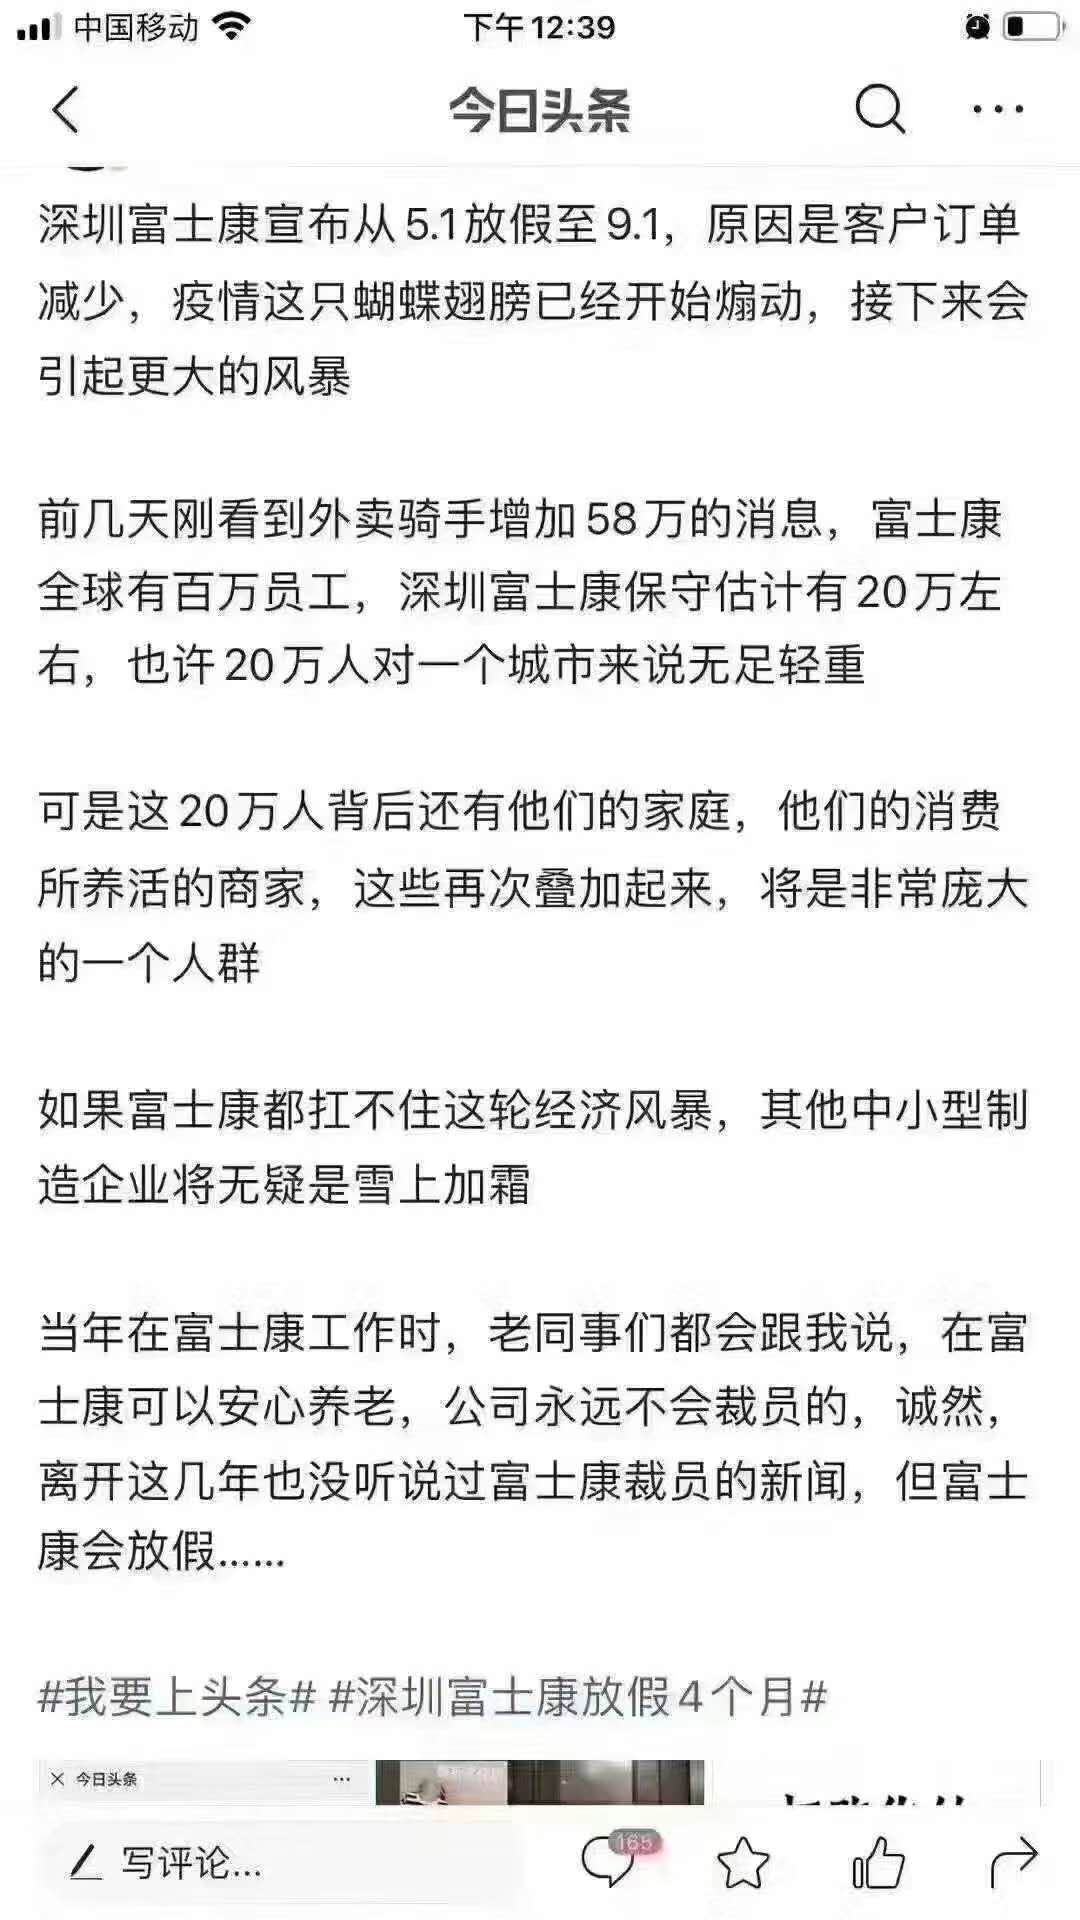 中国移动
下午12:39
今日头条
深圳富士康宣布从5.1放假至9.1，原因是客户订单
减少，疫情这只蝴蝶翅膀已经开始煽动，接下来会
引起更大的风暴
前几天刚看到外卖骑手增加58万的消息，富士康
全球有百万员工，深圳富士康保守估计有20万左
右，也许20万人对一个城市来说无足轻重
可是这20万人背后还有他们的家庭，他们的消费
所养活的商家，这些再次叠加起来，将是非常庞大
的一个人群
如果富士康都扛不住这轮经济风暴，其他中小型制
造企业将无疑是雪上加霜
当年在富士康工作时，老同事们都会跟我说，在富
士康可以安心养老，公司永远不会裁员的，诚然，
离开这几年也没听说过富士康裁员的新闻，但富士
康会放假……
#我要上头条# #深圳富士康放假4个月#
今日头条
写评论...
165